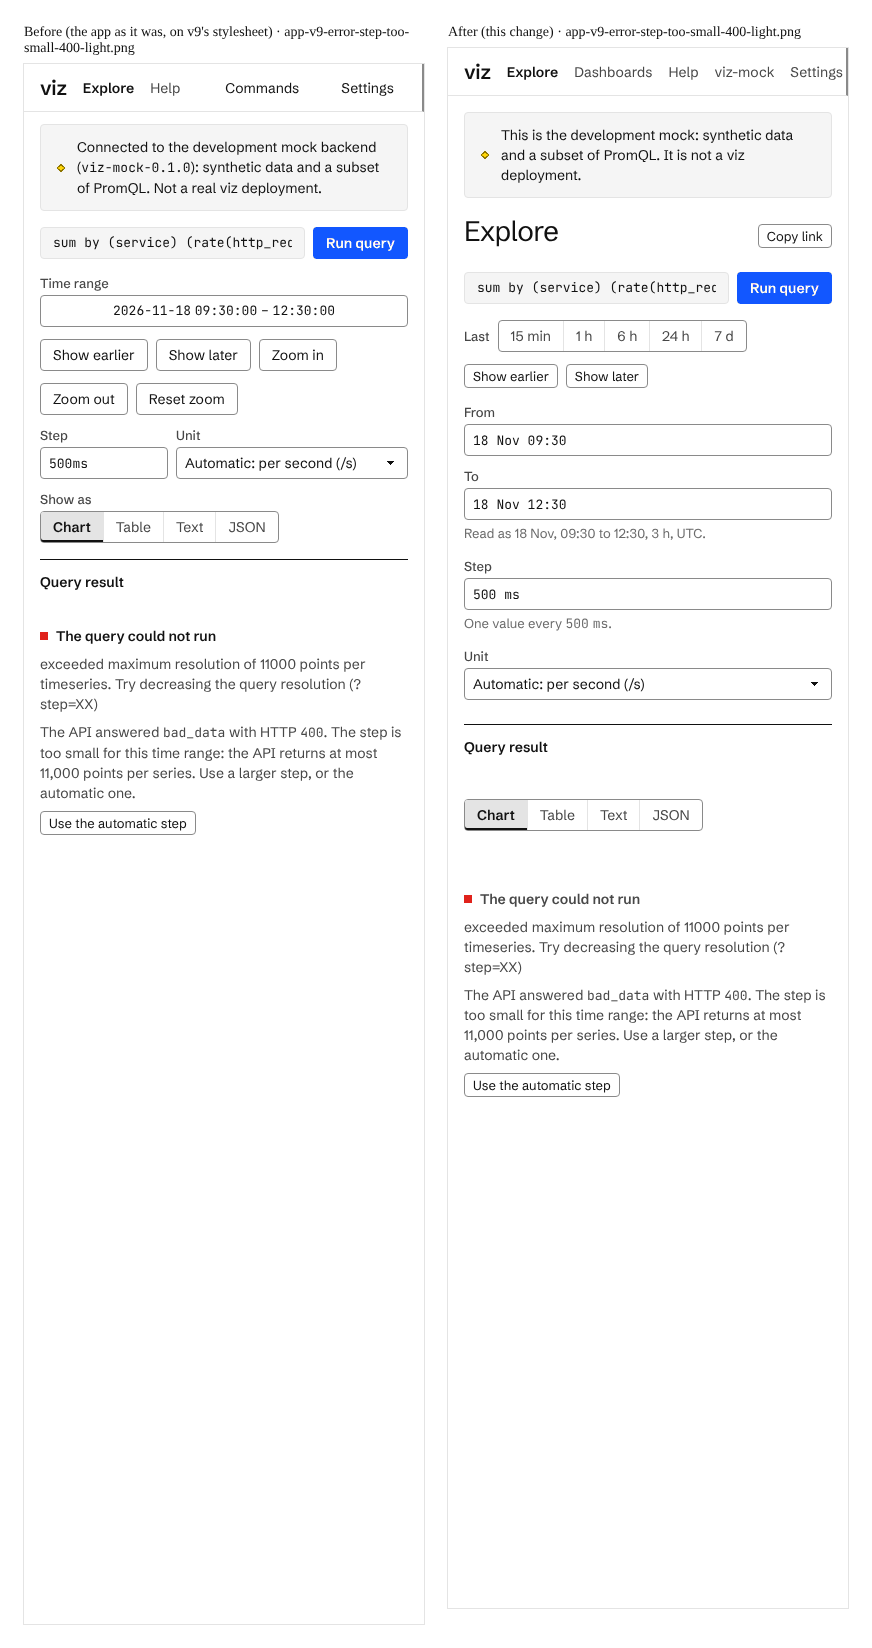 Before (the app as it was, on v9's stylesheet) · app-v9-error-step-too-
small-400-light.png
viz Explore Help Commands Settings
Connected to the development mock backend
(viz-mock-0.1.0): synthetic data and a subset
of PromQL. Not a real viz deployment.
sum by (service) (rate(http_rec
Run query
Time range
2026-11-18 09:30:00 – 12:30:00
Show earlier Show later Zoom in
Zoom out Reset zoom
Step Unit
500ms Automatic: per second (/s)
Show as
Chart Table Text JSON
Query result
The query could not run
exceeded maximum resolution of 11000 points per
timeseries. Try decreasing the query resolution (?
step=XX)
The API answered bad_data with HTTP 400. The step is
too small for this time range: the API returns at most
11,000 points per series. Use a larger step, or the
automatic one.
Use the automatic step
After (this change) · app-v9-error-step-too-small-400-light.png
viz Explore Dashboards Help viz-mock Settings
This is the development mock: synthetic data
and a subset of PromQL. It is not a viz
deployment.
Explore
Copy link
sum by (service) (rate(http_rec
Run query
Last 15 min 1 h 6 h 24 h 7 d
Show earlier Show later
From
18 Nov 09:30
To
18 Nov 12:30
Read as 18 Nov, 09:30 to 12:30, 3 h, UTC.
Step
500 ms
One value every 500 ms.
Unit
Automatic: per second (/s)
Query result
Chart Table Text JSON
The query could not run
exceeded maximum resolution of 11000 points per
timeseries. Try decreasing the query resolution (?
step=XX)
The API answered bad_data with HTTP 400. The step is
too small for this time range: the API returns at most
11,000 points per series. Use a larger step, or the
automatic one.
Use the automatic step